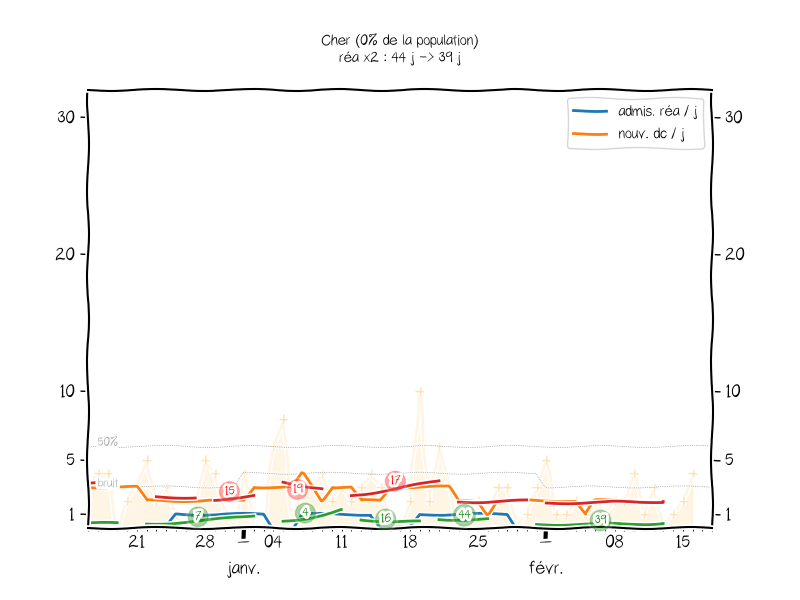 Cher (0% de la population)
réa x2 : 44 j -> 39 j
admis. réa / j
nouv. dc / j
30 30
20 20
10 10
50%
5 5
bruit
17
15 19
7 4 16 44 39
1 1
21 28 – 04 11 18 25 – 08 15
janv. févr.